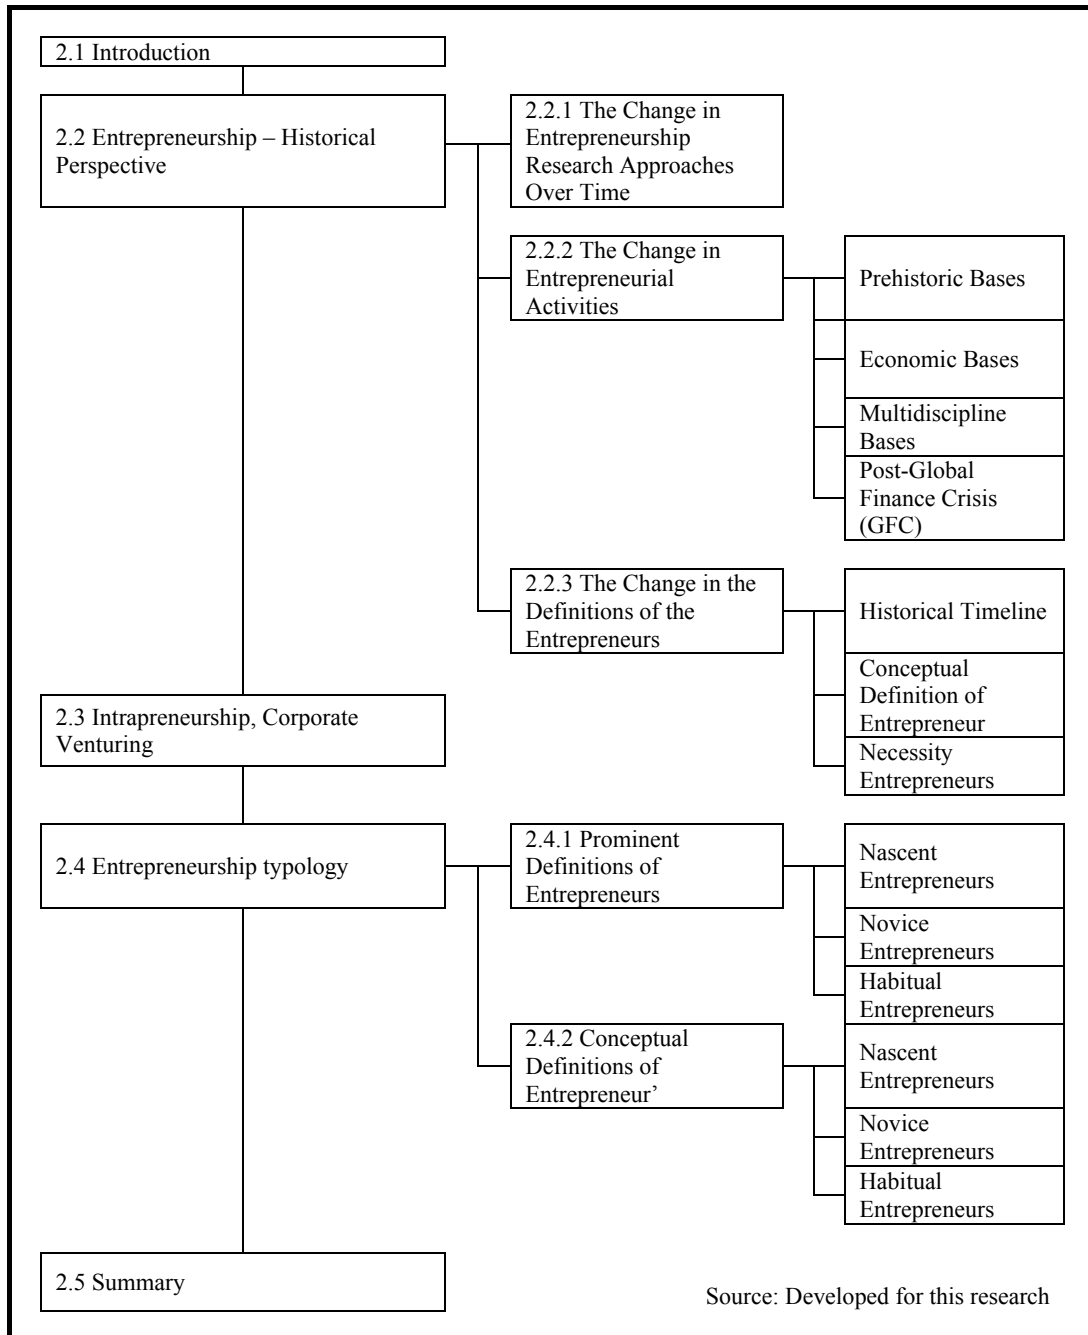 2.1 Introduction
2.2 Entrepreneurship – Historical
Perspective
2.2.1 The Change in
Entrepreneurship
Research Approaches
Over Time
2.2.2 The Change in
Entrepreneurial
Activities
Prehistoric Bases
Economic Bases
Multidiscipline
Bases
Post-Global
Finance Crisis
(GFC)
2.2.3 The Change in the
Definitions of the
Entrepreneurs
Historical Timeline
Conceptual
Definition of
Entrepreneur
Necessity
Entrepreneurs
2.3 Intrapreneurship, Corporate
Venturing
2.4 Entrepreneurship typology
2.4.1 Prominent
Definitions of
Entrepreneurs
Nascent
Entrepreneurs
Novice
Entrepreneurs
Habitual
Entrepreneurs
2.4.2 Conceptual
Definitions of
Entrepreneur’
Nascent
Entrepreneurs
Novice
Entrepreneurs
Habitual
Entrepreneurs
2.5 Summary
Source: Developed for this research